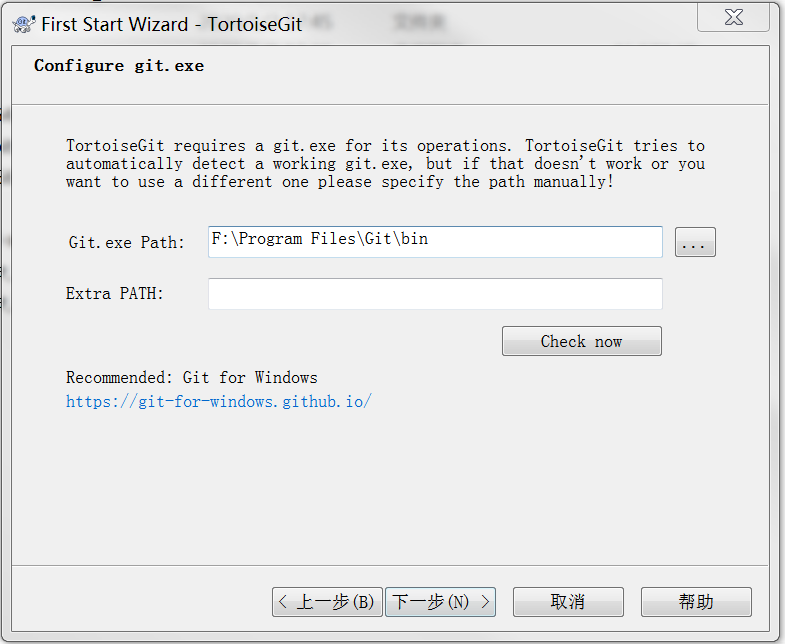 First Start Wizard - TortoiseGit
Configure git.exe
TortoiseGit requires a git.exe for its operations. TortoiseGit tries to
automatically detect a working git.exe, but if that doesn't work or you
want to use a different one please specify the path manually!
Git.exe Path: F:\Program Files\Git\bin ...
Extra PATH:
Check now
Recommended: Git for Windows
https://git-for-windows.github.io/
< 上一步(B) 下一步(N) > 取消 帮助